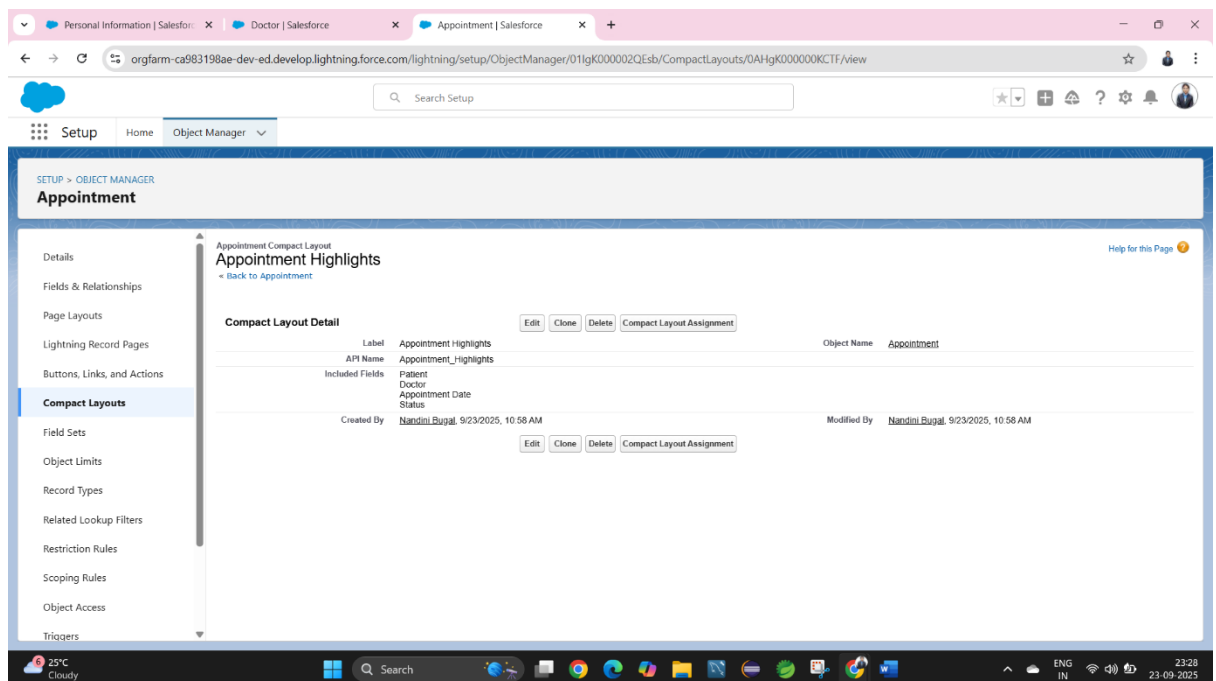 Personal Information | Salesforc
Doctor | Salesforce
Appointment | Salesforce
orgfarm-ca983198ae-dev-ed.develop.lightning.force.com/lightning/setup/ObjectManager/01IgK000002QEsb/CompactLayouts/0AHgK000000KCTF/view
Search Setup
Setup
Home
Object Manager
SETUP > OBJECT MANAGER
Appointment
Details
Fields & Relationships
Page Layouts
Lightning Record Pages
Buttons, Links, and Actions
Compact Layouts
Field Sets
Object Limits
Record Types
Related Lookup Filters
Restriction Rules
Scoping Rules
Object Access
Triggers
Appointment Compact Layout
Appointment Highlights
« Back to Appointment
Help for this Page
Compact Layout Detail
Edit Clone Delete Compact Layout Assignment
Label Appointment Highlights Object Name Appointment
API Name Appointment_Highlights
Included Fields Patient
Doctor
Appointment Date
Status
Created By Nandini Bugal, 9/23/2025, 10:58 AM Modified By Nandini Bugal, 9/23/2025, 10:58 AM
Edit Clone Delete Compact Layout Assignment
6 25°C
Cloudy
Search
ENG
IN
23:28
23-09-2025